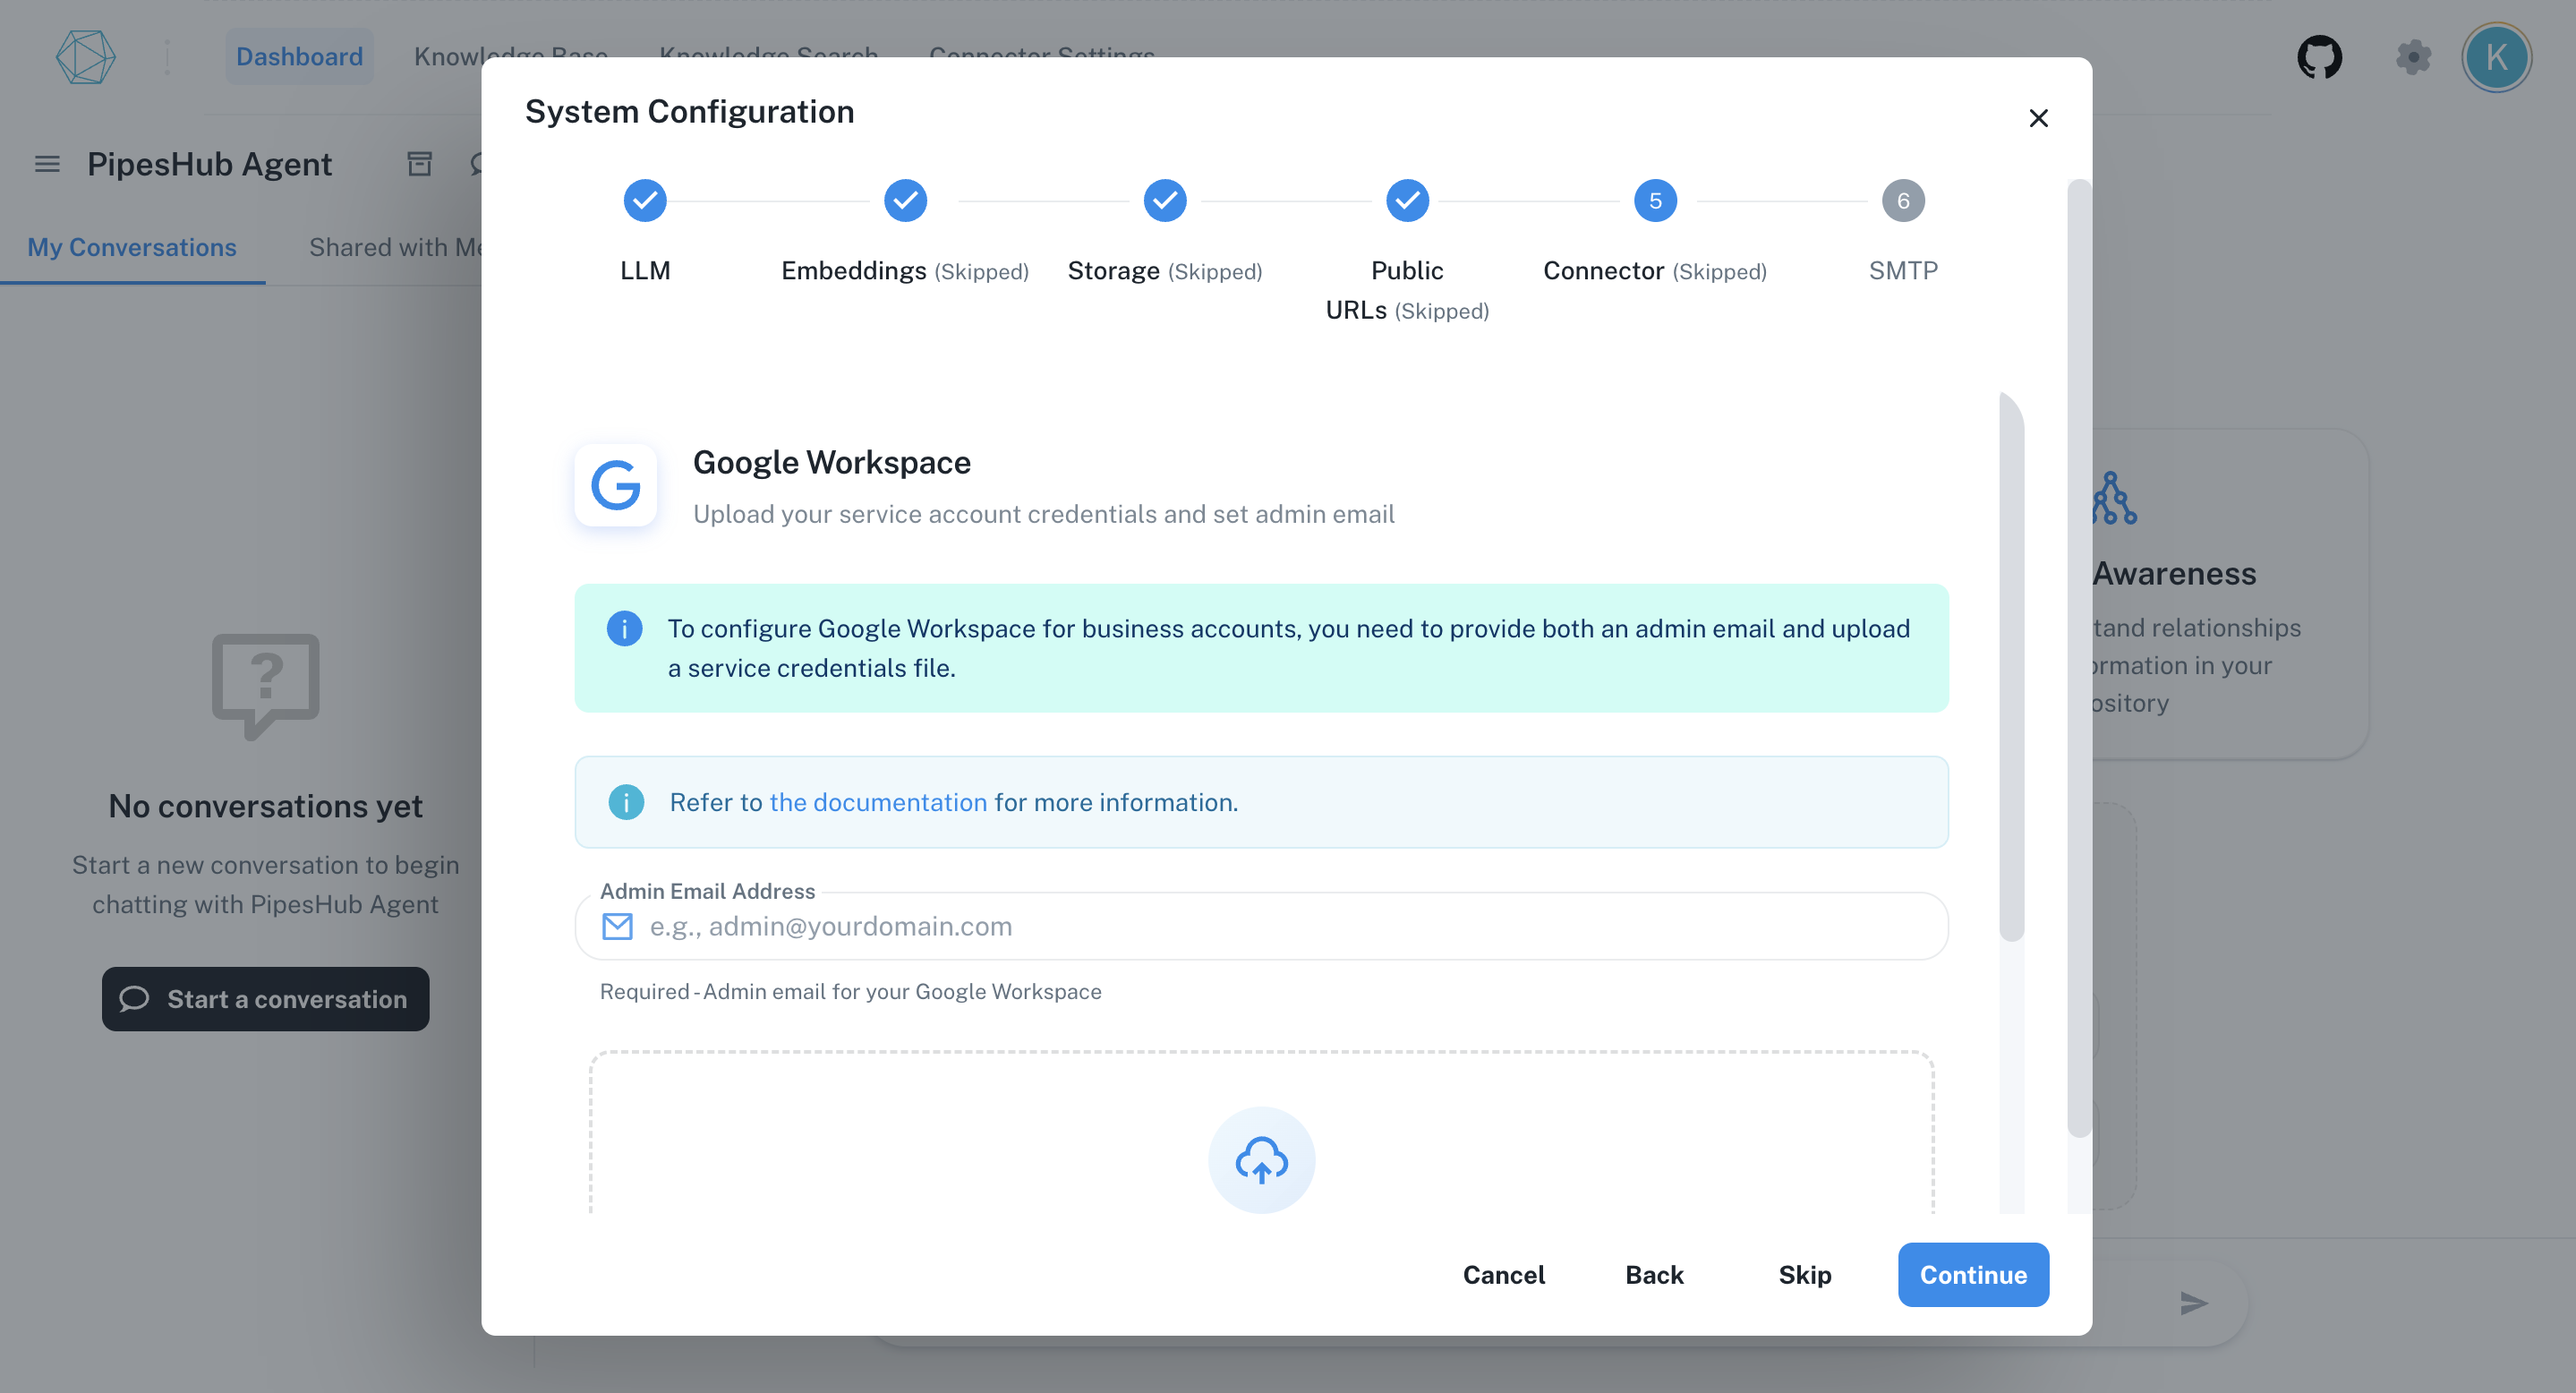 Dashboard
Knowledge Base
Knowledge Search
Connector Settings
K
System Configuration
PipesHub Agent
5
6
My Conversations
Shared with Me
LLM
Embeddings (Skipped)
Storage (Skipped)
Public
URLs (Skipped)
Connector (Skipped)
SMTP
Google Workspace
Upload your service account credentials and set admin email
To configure Google Workspace for business accounts, you need to provide both an admin email and upload
a service credentials file.
Refer to the documentation for more information.
Admin Email Address
e.g., admin@yourdomain.com
Required - Admin email for your Google Workspace
?
No conversations yet
Start a new conversation to begin
chatting with PipesHub Agent
Start a conversation
Awareness
relationships
in your
Cancel
Back
Skip
Continue